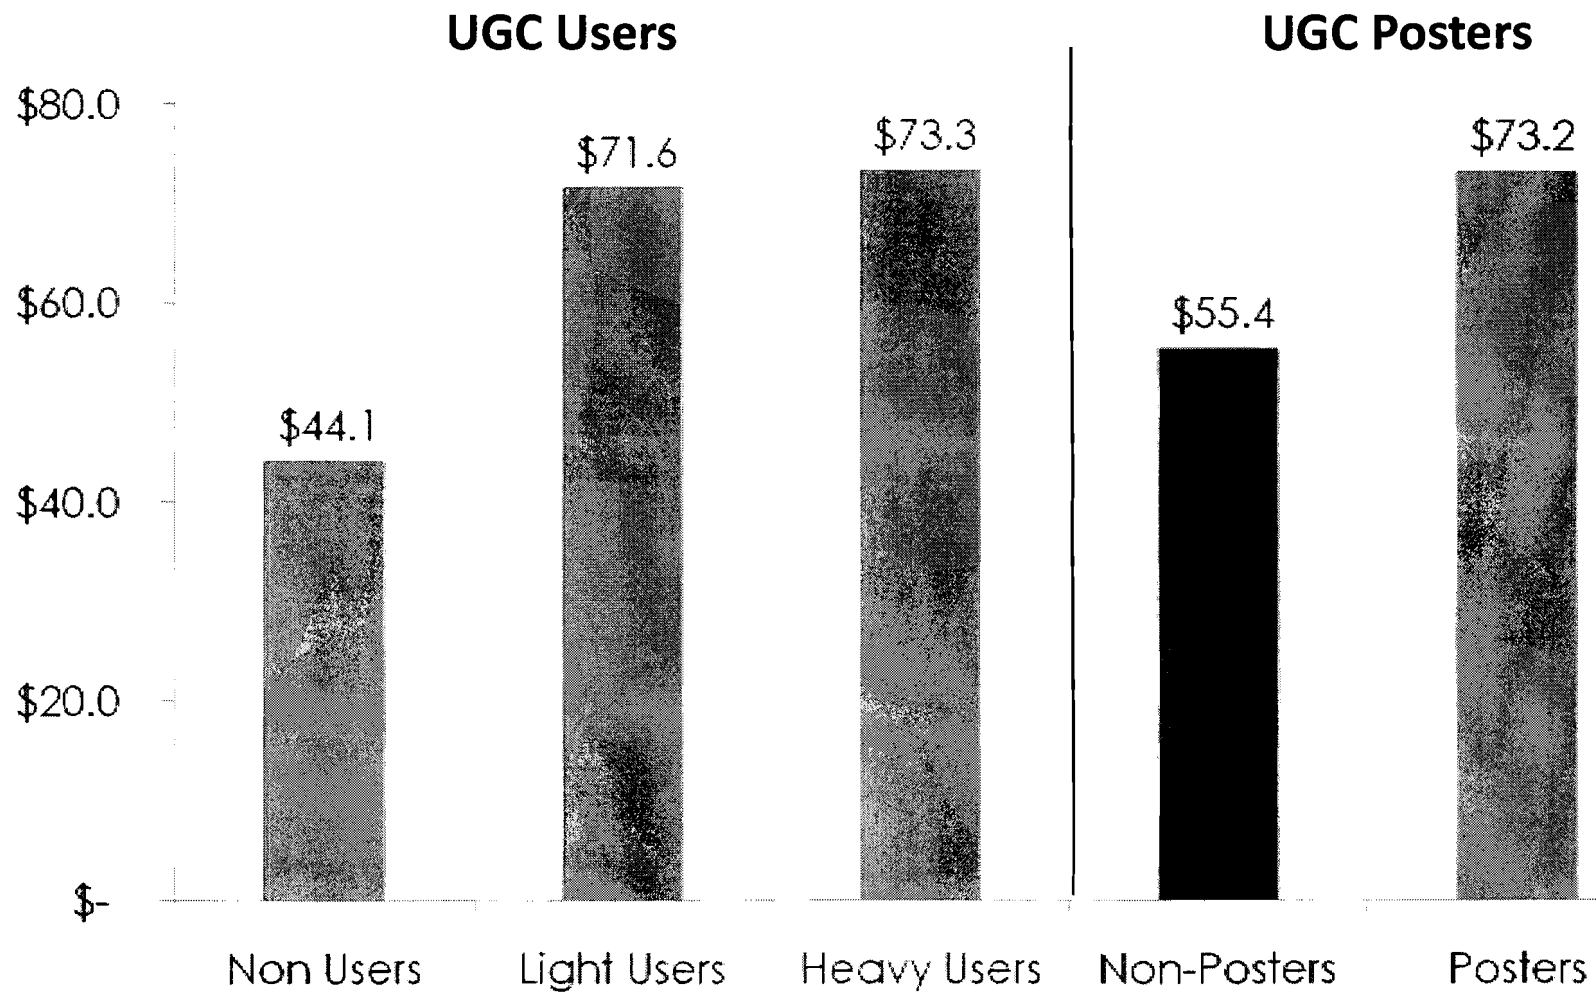 UGC Users
UGC Posters
$80.0
$60.0
$40.0
$20.0
$-
$44.1
$71.6
$73.3
$55.4
$73.2
Non Users
Light Users
Heavy Users
Non-Posters
Posters